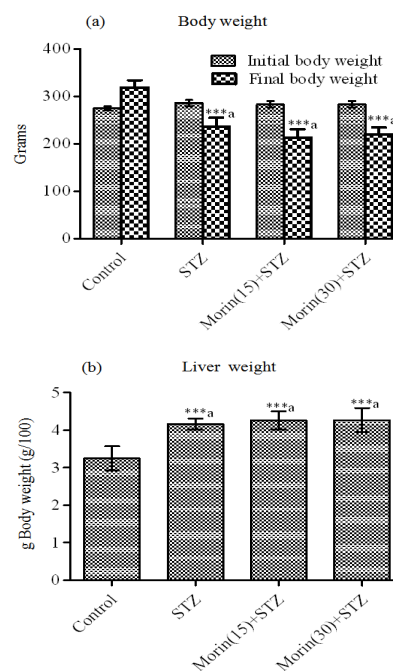 (a) Body weight
Initial body weight
Final body weight
400
300
200
100
0
Grams
***a
***a
***a
Control
STZ
Morin(15)+STZ
Morin(30)+STZ
(b) Liver weight
5
4
3
2
1
0
g Body weight (g/100)
***a
***a
***a
Control
STZ
Morin(15)+STZ
Morin(30)+STZ